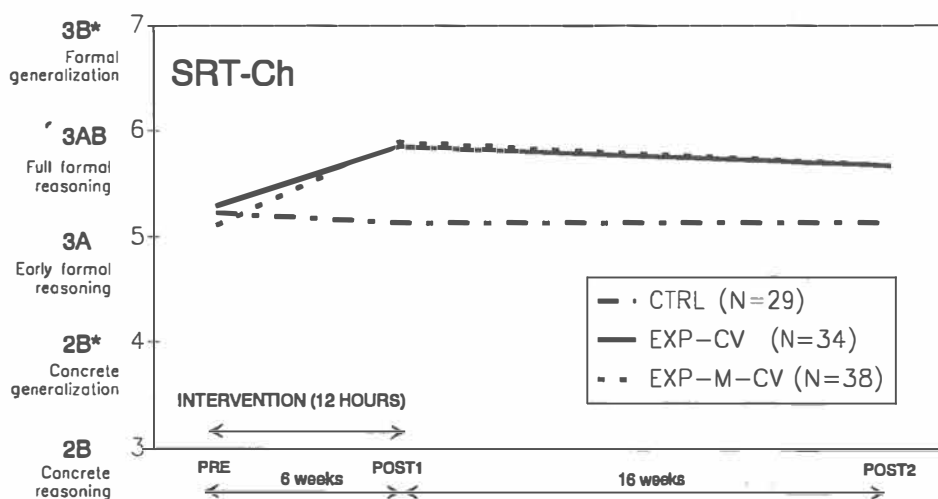 3B*
Formal
generalization
7
SRT-Ch
3AB
6
Full formal
reasoning
5
3A
Early formal
reasoning
CTRL (N=29)
EXP-CV (N=34)
EXP-M-CV (N=38)
4
2B*
Concrete
generalization
INTERVENTION (12 HOURS)
3
2B
Concrete
reasoning
PRE
6 weeks
POST1
16 weeks
POST2